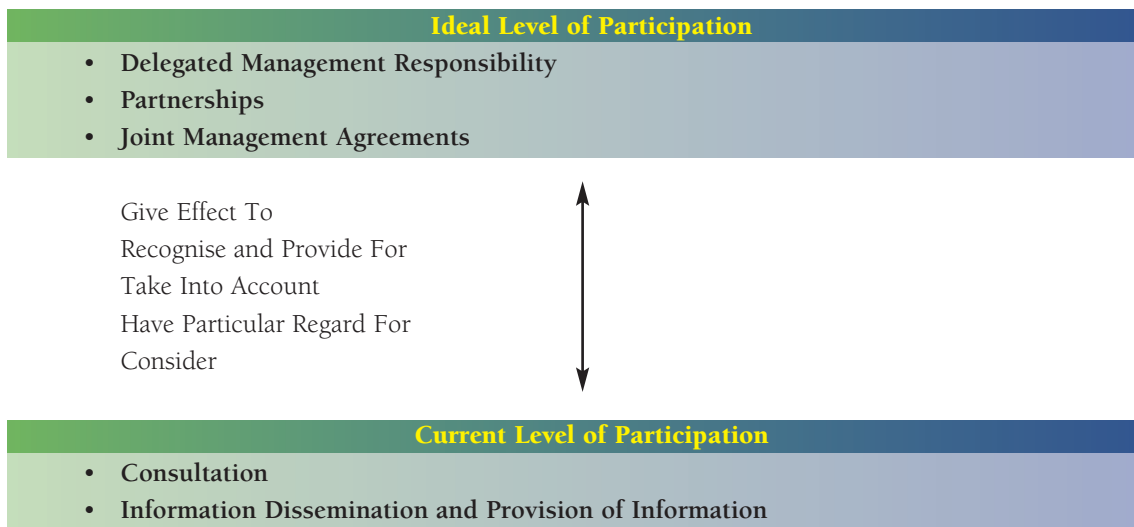 Ideal Level of Participation
• Delegated Management Responsibility
• Partnerships
• Joint Management Agreements
Give Effect To
Recognise and Provide For
Take Into Account
Have Particular Regard For
Consider
Current Level of Participation
• Consultation
• Information Dissemination and Provision of Information